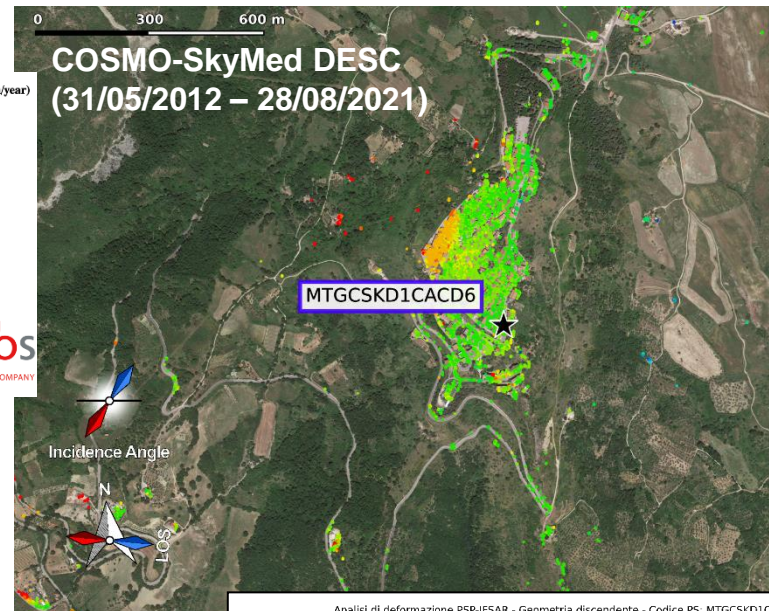 0 300 600 m
COSMO-SkyMed DESC
(31/05/2012 – 28/08/2021)
/year)
MTGCSKD1CACD6
OS
COMPANY
Incidence Angle
N
LOS
Analisi di deformazione PSP-IFSAR - Geometria discendente - Codice PS: MTGCSKD1C